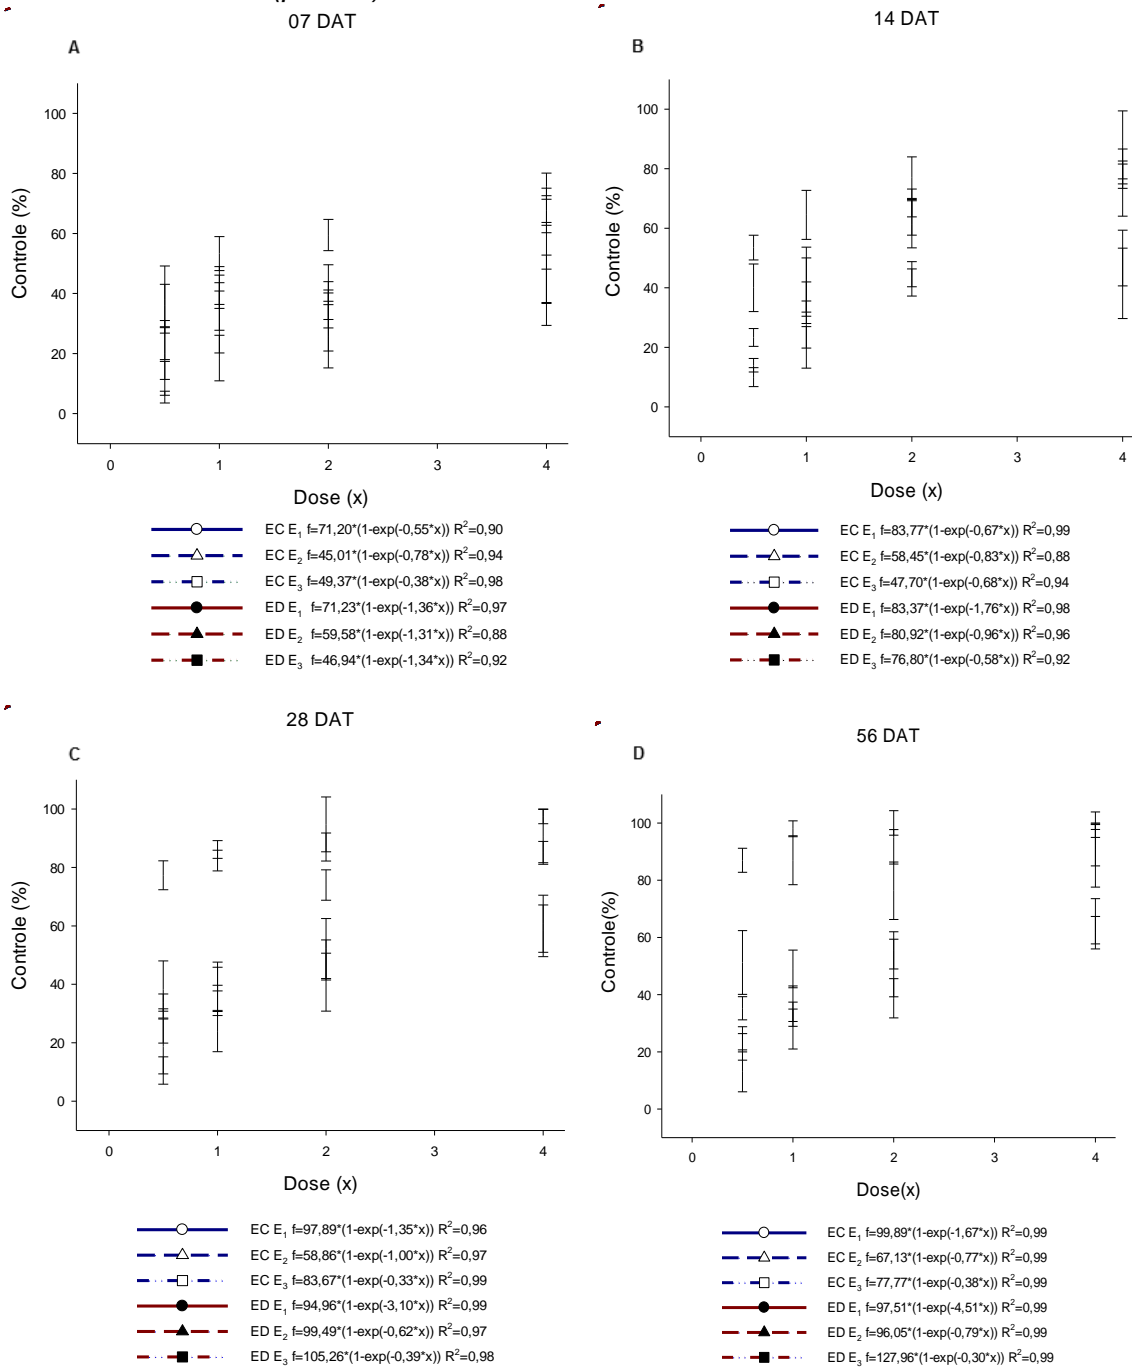 07 DAT
A
100
80
60
40
20
0
Controle (%)
0 1 2 3 4
Dose (x)
EC E1 f=71,20*(1-exp(-0,55*x)) R2=0,90
EC E2 f=45,01*(1-exp(-0,78*x)) R2=0,94
EC E3 f=49,37*(1-exp(-0,38*x)) R2=0,98
ED E1 f=71,23*(1-exp(-1,36*x)) R2=0,97
ED E2 f=59,58*(1-exp(-1,31*x)) R2=0,88
ED E3 f=46,94*(1-exp(-1,34*x)) R2=0,92
14 DAT
B
100
80
60
40
20
0
Controle (%)
0 1 2 3 4
Dose (x)
EC E1 f=83,77*(1-exp(-0,67*x)) R2=0,99
EC E2 f=58,45*(1-exp(-0,83*x)) R2=0,88
EC E3 f=47,70*(1-exp(-0,68*x)) R2=0,94
ED E1 f=83,37*(1-exp(-1,76*x)) R2=0,98
ED E2 f=80,92*(1-exp(-0,96*x)) R2=0,96
ED E3 f=76,80*(1-exp(-0,58*x)) R2=0,92
28 DAT
C
100
80
60
40
20
0
Controle (%)
0 1 2 3 4
Dose (x)
EC E1 f=97,89*(1-exp(-1,35*x)) R2=0,96
EC E2 f=58,86*(1-exp(-1,00*x)) R2=0,97
EC E3 f=83,67*(1-exp(-0,33*x)) R2=0,99
ED E1 f=94,96*(1-exp(-3,10*x)) R2=0,99
ED E2 f=99,49*(1-exp(-0,62*x)) R2=0,97
ED E3 f=105,26*(1-exp(-0,39*x)) R2=0,98
56 DAT
D
100
80
60
40
20
0
Controle(%)
0 1 2 3 4
Dose(x)
EC E1 f=99,89*(1-exp(-1,67*x)) R2=0,99
EC E2 f=67,13*(1-exp(-0,77*x)) R2=0,99
EC E3 f=77,77*(1-exp(-0,38*x)) R2=0,99
ED E1 f=97,51*(1-exp(-4,51*x)) R2=0,99
ED E2 f=96,05*(1-exp(-0,79*x)) R2=0,99
ED E3 f=127,96*(1-exp(-0,30*x)) R2=0,99